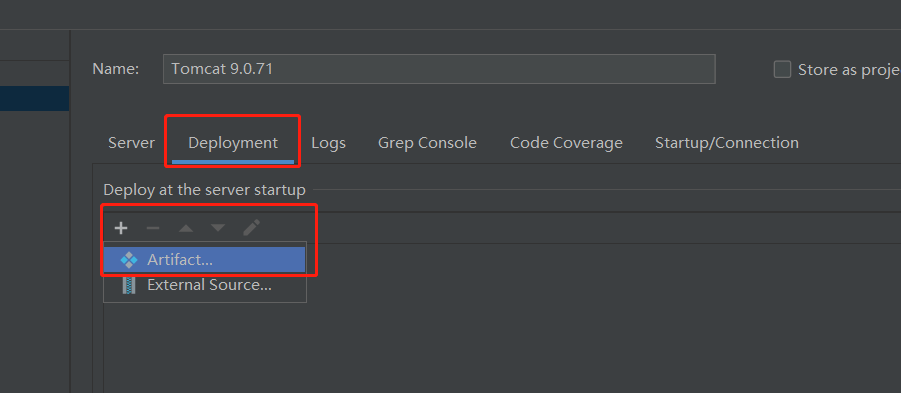 Name: Tomcat 9.0.71 Store as proje
Server Deployment Logs Grep Console Code Coverage Startup/Connection
Deploy at the server startup
Artifact...
External Source...